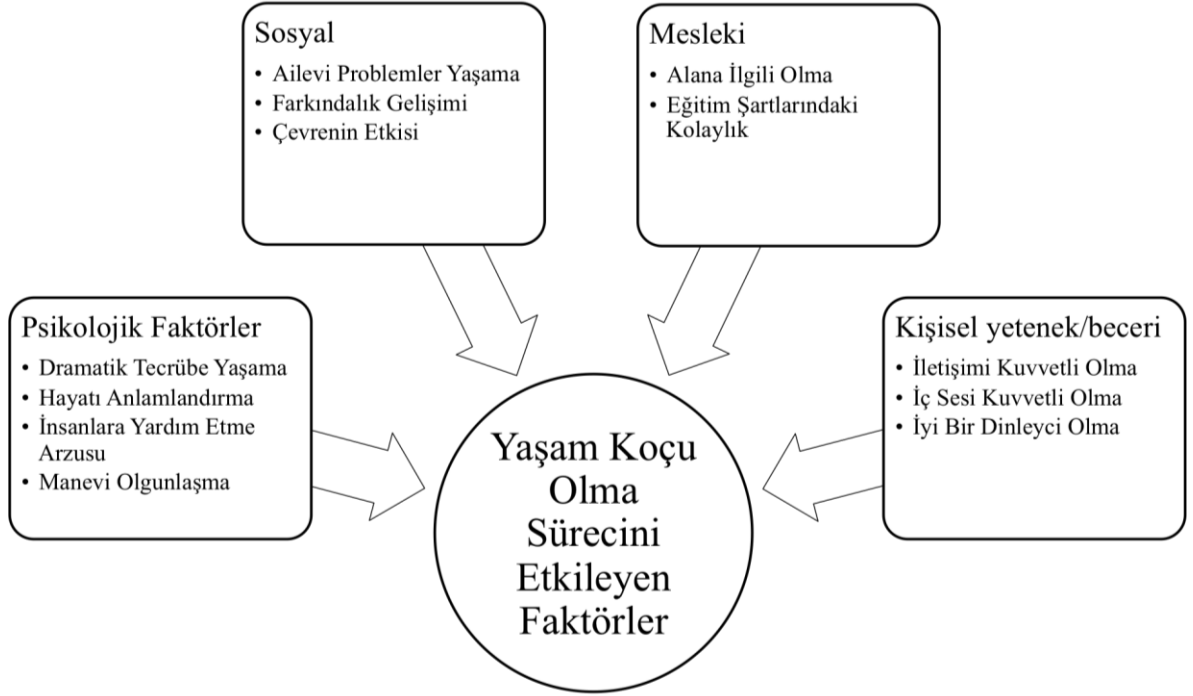 Sosyal
• Ailevi Problemler Yaşama
• Farkındalık Gelişimi
• Çevrenin Etkisi
Mesleki
• Alana İlgili Olma
• Eğitim Şartlarındaki
Kolaylık
Psikolojik Faktörler
• Dramatik Tecrübe Yaşama
• Hayatı Anlamlandırma
• İnsanlara Yardım Etme
Arzusu
• Manevi Olgunlaşma
Kişisel yetenek/beceri
• İletişimi Kuvvetli Olma
• İç Sesi Kuvvetli Olma
• İyi Bir Dinleyci Olma
Yaşam Koçu
Olma
Sürecini
Etkileyen
Faktörler